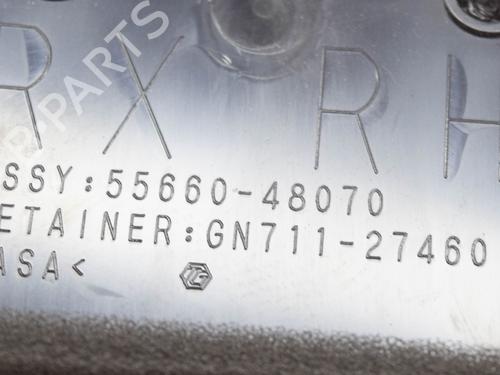 RX RH
SSY:55660-48070
ETAINER:GN711-27460
ASA<